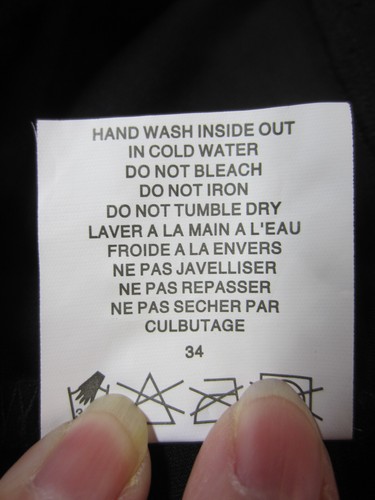 HAND WASH INSIDE OUT
IN COLD WATER
DO NOT BLEACH
DO NOT IRON
DO NOT TUMBLE DRY
LAVER A LA MAIN A L'EAU
FROIDE A LA ENVERS
NE PAS JAVELLISER
NE PAS REPASSER
NE PAS SECHER PAR
CULBUTAGE
34